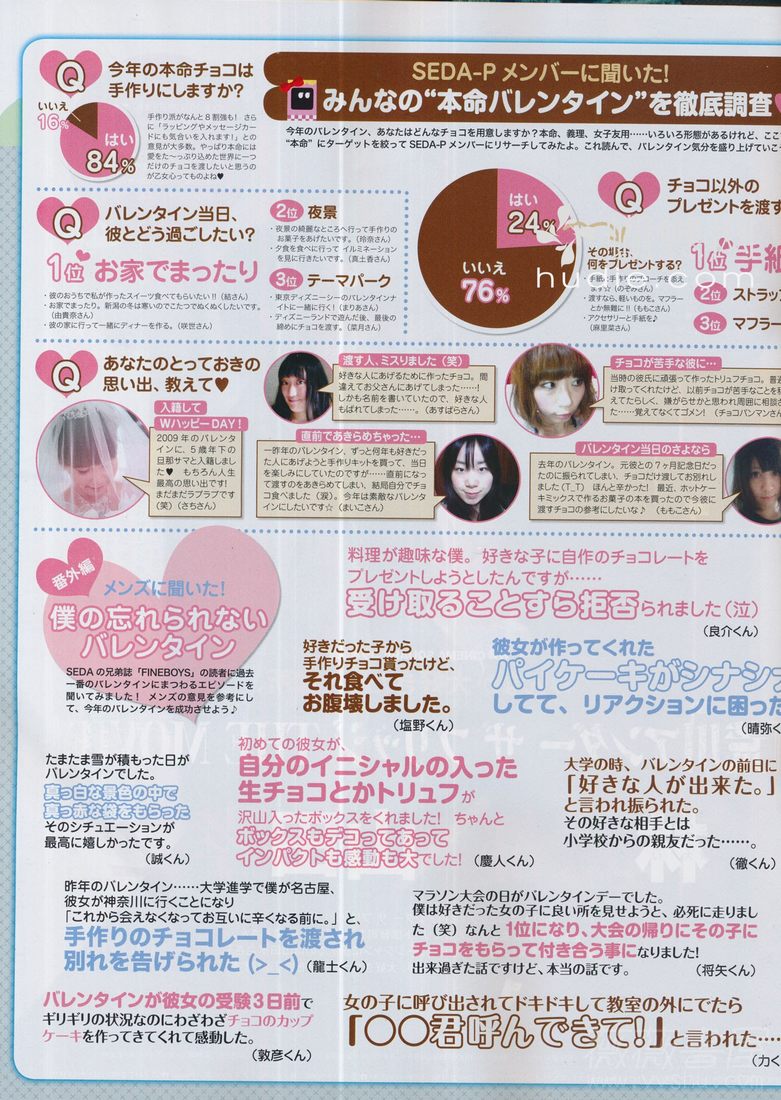 Q
今年の本命チョコは
手作りにしますか?
いいえ
16%
はい
84%
手作り派がなんと8割強も! さら
に「ラッピングやメッセージカード
にも気合いを入れます!」と
の意見が多数。やっぱり本命には
愛をた〜っぷり込めた世界に一つ
だけのチョコを渡したいと思うの
が乙女心ってものよね♥
SEDA-P メンバーに聞いた!
みんなの“本命バレンタイン”を徹底調査
今年のバレンタイン、あなたはどんなチョコを用意しますか?本命、義理、女子友用……いろいろ形態があるけれど、ここ
“本命”にターゲットを絞って SEDA-P メンバーにリサーチしてみたよ。これ読んで、バレンタイン気分を盛り上げていこ
Q
バレンタイン当日、
彼とどう過ごしたい?
1位 お家でまったり
・彼のおうちで私が作ったスイーツ食べてもらいたい!!(結さん)
・お家でまったり。新潟の冬は寒いのでこたつでぬくぬくしたいです。
(由貴奈さん)
・彼の家に行って一緒にディナーを作る。(咲世さん)
2位 夜景
・夜景の綺麗なところへ行って手作りの
お菓子をあげたいです。(玲奈さん)
・夕食を食べに行って イルミネーション
を見に行きたいです。(真土香さん)
3位 テーマパーク
・東京ディズニーシーのバレンタインナ
イトに一緒に行く!(まりあさん)
・ディズニーランドで遊んだ後、最後の
締めにチョコを渡す。(菜月さん)
はい
24%
いいえ
76%
Q
チョコ以外の
プレゼントを渡す
何をプレゼントする?
す☆(のぞみさん)
・渡すなら、軽いものを。マフラー
とか無難に!!(ももこさん)
・アクセサリーと手紙を♪
(麻里菜さん)
1位 手紙
2位 ストラッ
3位 マフラー
Q
あなたのとっておきの
思い出、教えて♥
入籍して
WハッピーDAY!
2009年のバレンタ
インに、5歳年下の
旦那サマと入籍しまし
た♥ もちろん人生
最高の思い出です!
まだまだラブラブです
(笑)(さちさん)
渡す人、ミスりました(笑)
好きな人にあげるために作ったチョコ。間
違えてお父さんにあげてしまった……!
しかも名前を書いていたので、好きな人
もばれてしまった……。(あすぱらさん)
直前であきらめちゃった…
一昨年のバレンタイン、ずっと何年も好きだっ
た人にあげようと手作りキットを買って、当日
を楽しみにしていたのですが……直前になっ
て渡すのをあきらめてしまい、結局自分でチョ
コ食べました(涙)。今年は素敵なバレンタ
インにしたいです☆(まいこさん)
チョコが苦手な彼に…
当時の彼氏に頑張って作ったトリュフチョコ。普通
け取ってくれたけど、以前チョコが苦手なことを私
えてたらしく、嫌がらせかと思われ周囲に相談さ
た……覚えてなくてゴメン!(チョコパンマンさん
バレンタイン当日のさよなら
去年のバレンタイン。元彼との7ヶ月記念日だっ
たのに振られてしまい、チョコだけ渡してお別れし
ました(T_T) ほんと辛かった! 最近、ホットケー
キミックスで作るお菓子の本を買ったので今彼に
渡すチョコの参考にしたいな♪ (ももこさん)
番外編
メンズに聞いた!
僕の忘れられない
バレンタイン
SEDAの兄弟誌「FINEBOYS」の読者に過去
一番のバレンタインにまつわるエピソードを
聞いてみました! メンズの意見を参考にし
て、今年のバレンタインを成功させよう♪
料理が趣味な僕。好きな子に自作のチョコレートを
プレゼントしようとしたんですが……
受け取ることすら拒否られました(泣)
(良介くん)
好きだった子から
手作りチョコ貰ったけど、
それ食べて
お腹壊しました。
(塩野くん)
彼女が作ってくれた
パイケーキがシナシナ
してて、リアクションに困った
(晴弥く
たまたま雪が積もった日が
バレンタインでした。
真っ白な景色の中で
真っ赤な袋をもらった
そのシチュエーションが
最高に嬉しかったです。
(誠くん)
初めての彼女が、
自分のイニシャルの入った
生チョコとかトリュフが
沢山入ったボックスをくれました! ちゃんと
ボックスもデコってあって
インパクトも感動も大でした! (慶人くん)
大学の時、バレンタインの前日に
「好きな人が出来た。」
と言われ振られた。
その好きな相手とは
小学校からの親友だった……。
(徹くん)
昨年のバレンタイン……大学進学で僕が名古屋、
彼女が神奈川に行くことになり
「これから会えなくなってお互いに辛くなる前に。」と、
手作りのチョコレートを渡され
別れを告げられた (>_<) (龍士くん)
マラソン大会の日がバレンタインデーでした。
僕は好きだった女の子に良い所を見せようと、必死に走りまし
た(笑)なんと1位になり、大会の帰りにその子に
チョコをもらって付き合う事になりました!
出来過ぎた話ですけど、本当の話です。 (将矢くん)
バレンタインが彼女の受験3日前で
ギリギリの状況なのにわざわざチョコのカップ
ケーキを作ってきてくれて感動した。
(敦彦くん)
女の子に呼び出されてドキドキして教室の外にでたら
「〇〇君呼んできて!」と言われた……
(力く